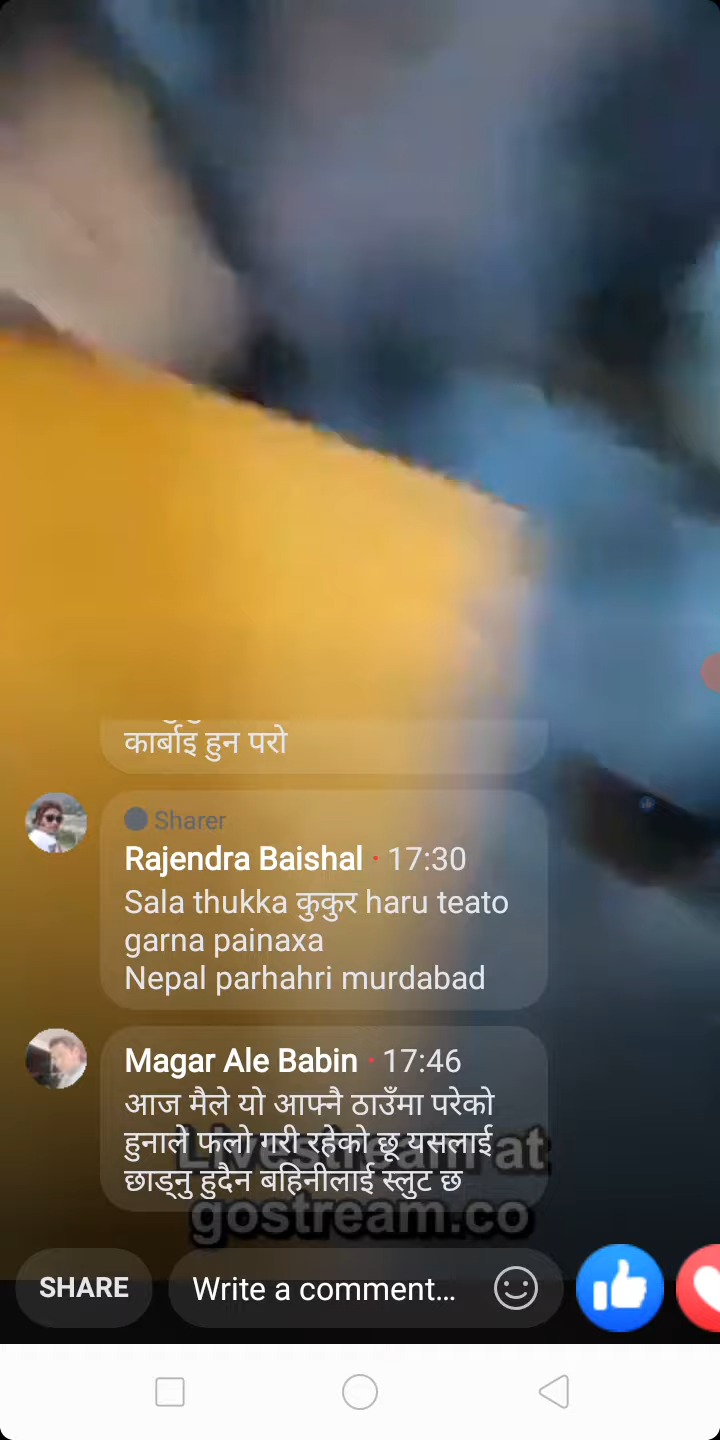 कार्बाइ हुन परो
Sharer
Rajendra Baishal · 17:30
Sala thukka कुकुर haru teato
garna painaxa
Nepal parhahri murdabad
Magar Ale Babin · 17:46
आज मैले यो आफ्नै ठाउँमा परेको
हुनाले फलो गरी रहेको छू यसलाई
छाड्नु हुदैन बहिनीलाई स्लुट छ
Livestream at
gostream.co
SHARE
Write a comment...